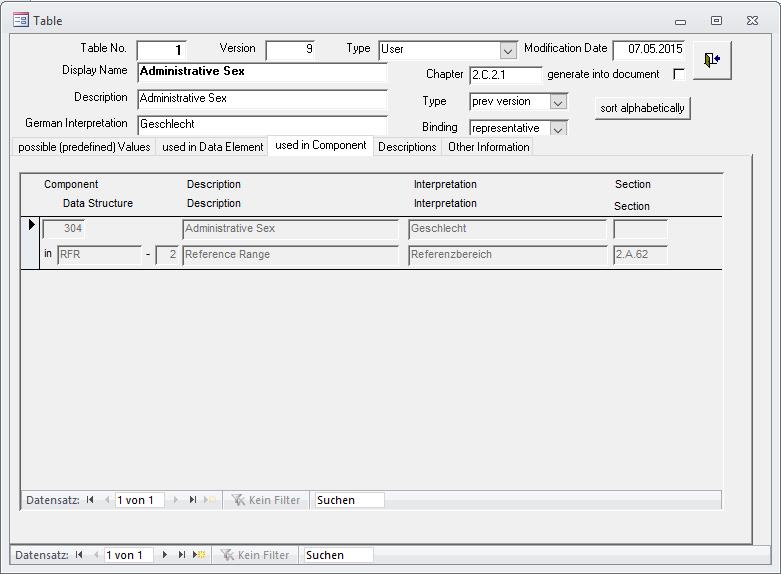 Table
Table No. 1 Version 9 Type User Modification Date 07.05.2015
Display Name Administrative Sex Chapter 2.C.2.1 generate into document
Description Administrative Sex Type prev version sort alphabetically
German Interpretation Geschlecht Binding representative
possible (predefined) Values used in Data Element used in Component Descriptions Other Information
Component Description Interpretation Section
Data Structure Description Interpretation Section
304 Administrative Sex Geschlecht
in RFR - 2 Reference Range Referenzbereich 2.A.62
Datensatz: 1 von 1 Kein Filter Suchen
Datensatz: 1 von 1 Kein Filter Suchen